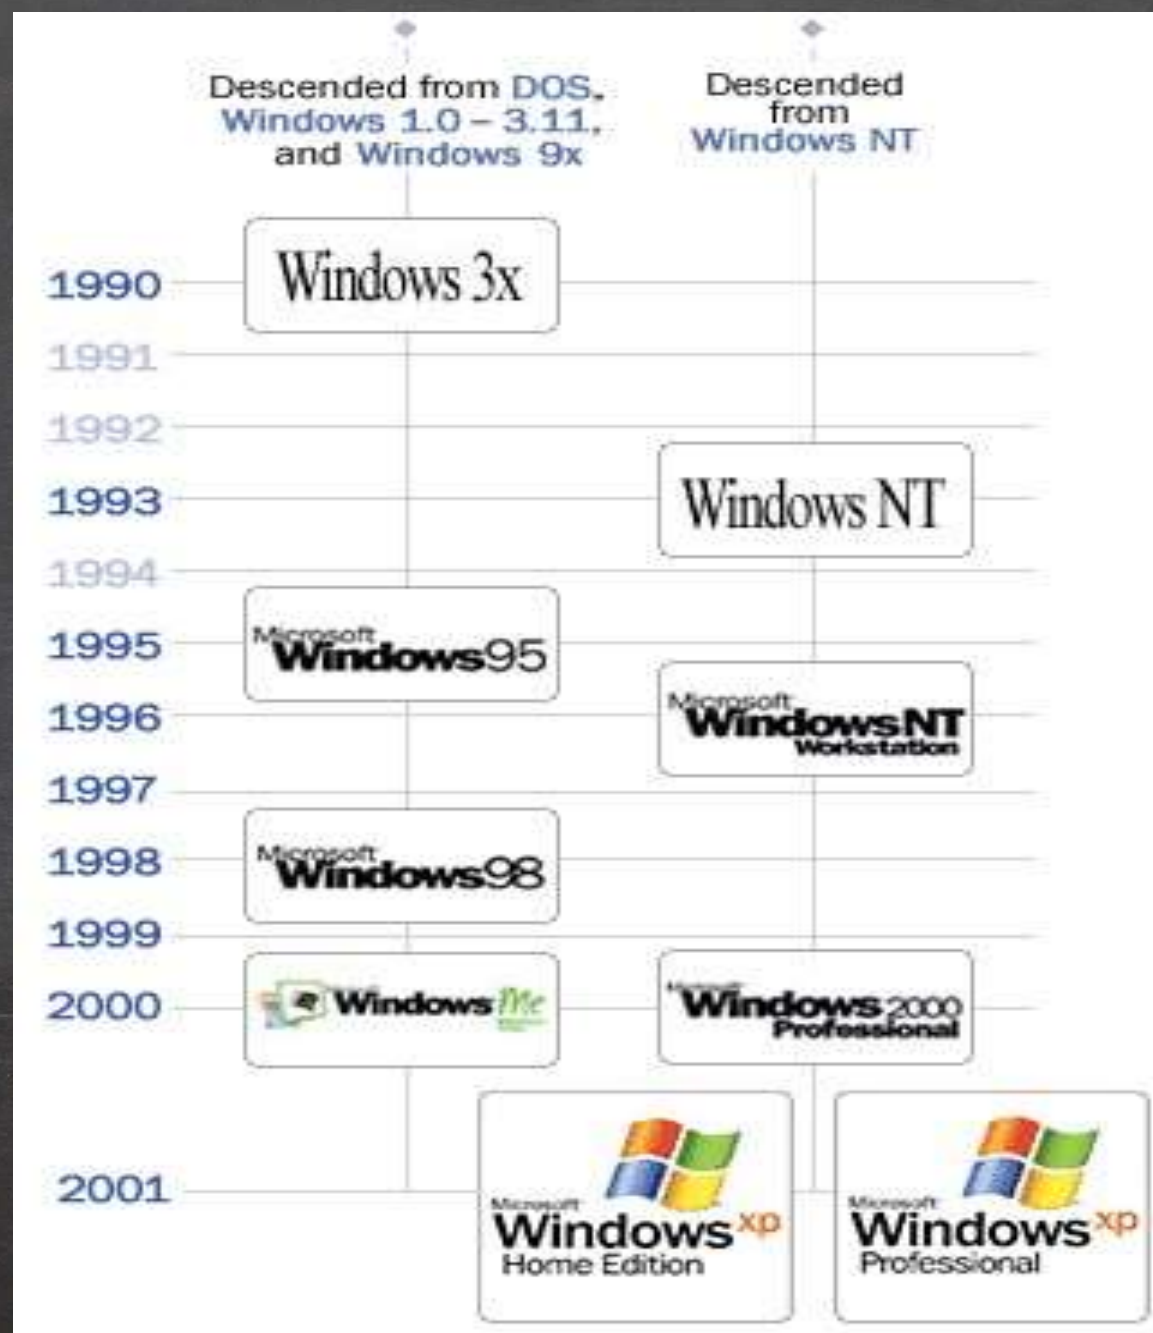 Descended from DOS,
Windows 1.0 – 3.11,
and Windows 9x
Descended
from
Windows NT
1990
Windows 3x
1991
1992
1993
Windows NT
1994
1995
Microsoft
Windows95
1996
Microsoft
WindowsNT
Workstation
1997
1998
Microsoft
Windows98
1999
2000
Windows Me
Microsoft
Windows 2000
Professional
2001
Microsoft
Windows xp
Home Edition
Microsoft
Windows xp
Professional